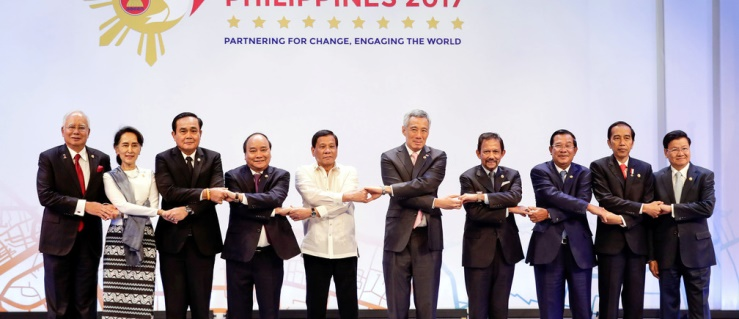 PHILIPPINES 2017
PARTNERING FOR CHANGE, ENGAGING THE WORLD